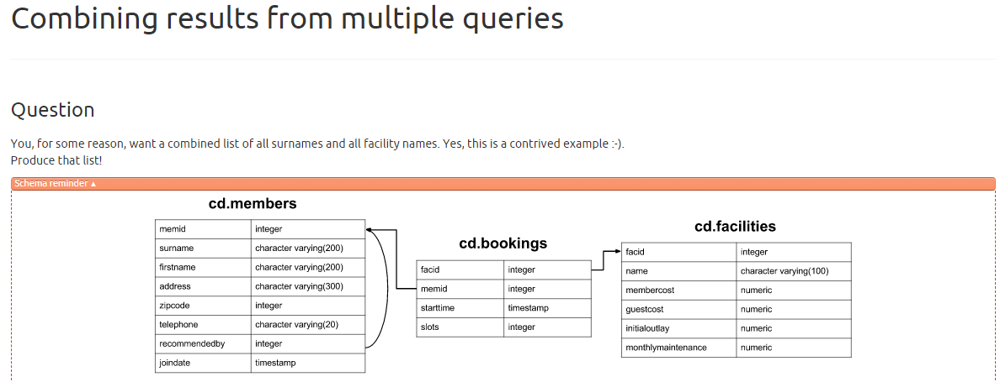 Combining results from multiple queries
Question
You, for some reason, want a combined list of all surnames and all facility names. Yes, this is a contrived example :-).
Produce that list!
Schema reminder ▲
cd.members
memid integer
surname character varying(200)
firstname character varying(200)
address character varying(300)
zipcode integer
telephone character varying(20)
recommendedby integer
joindate timestamp
cd.bookings
facid integer
memid integer
starttime timestamp
slots integer
cd.facilities
facid integer
name character varying(100)
membercost numeric
guestcost numeric
initialoutlay numeric
monthlymaintenance numeric